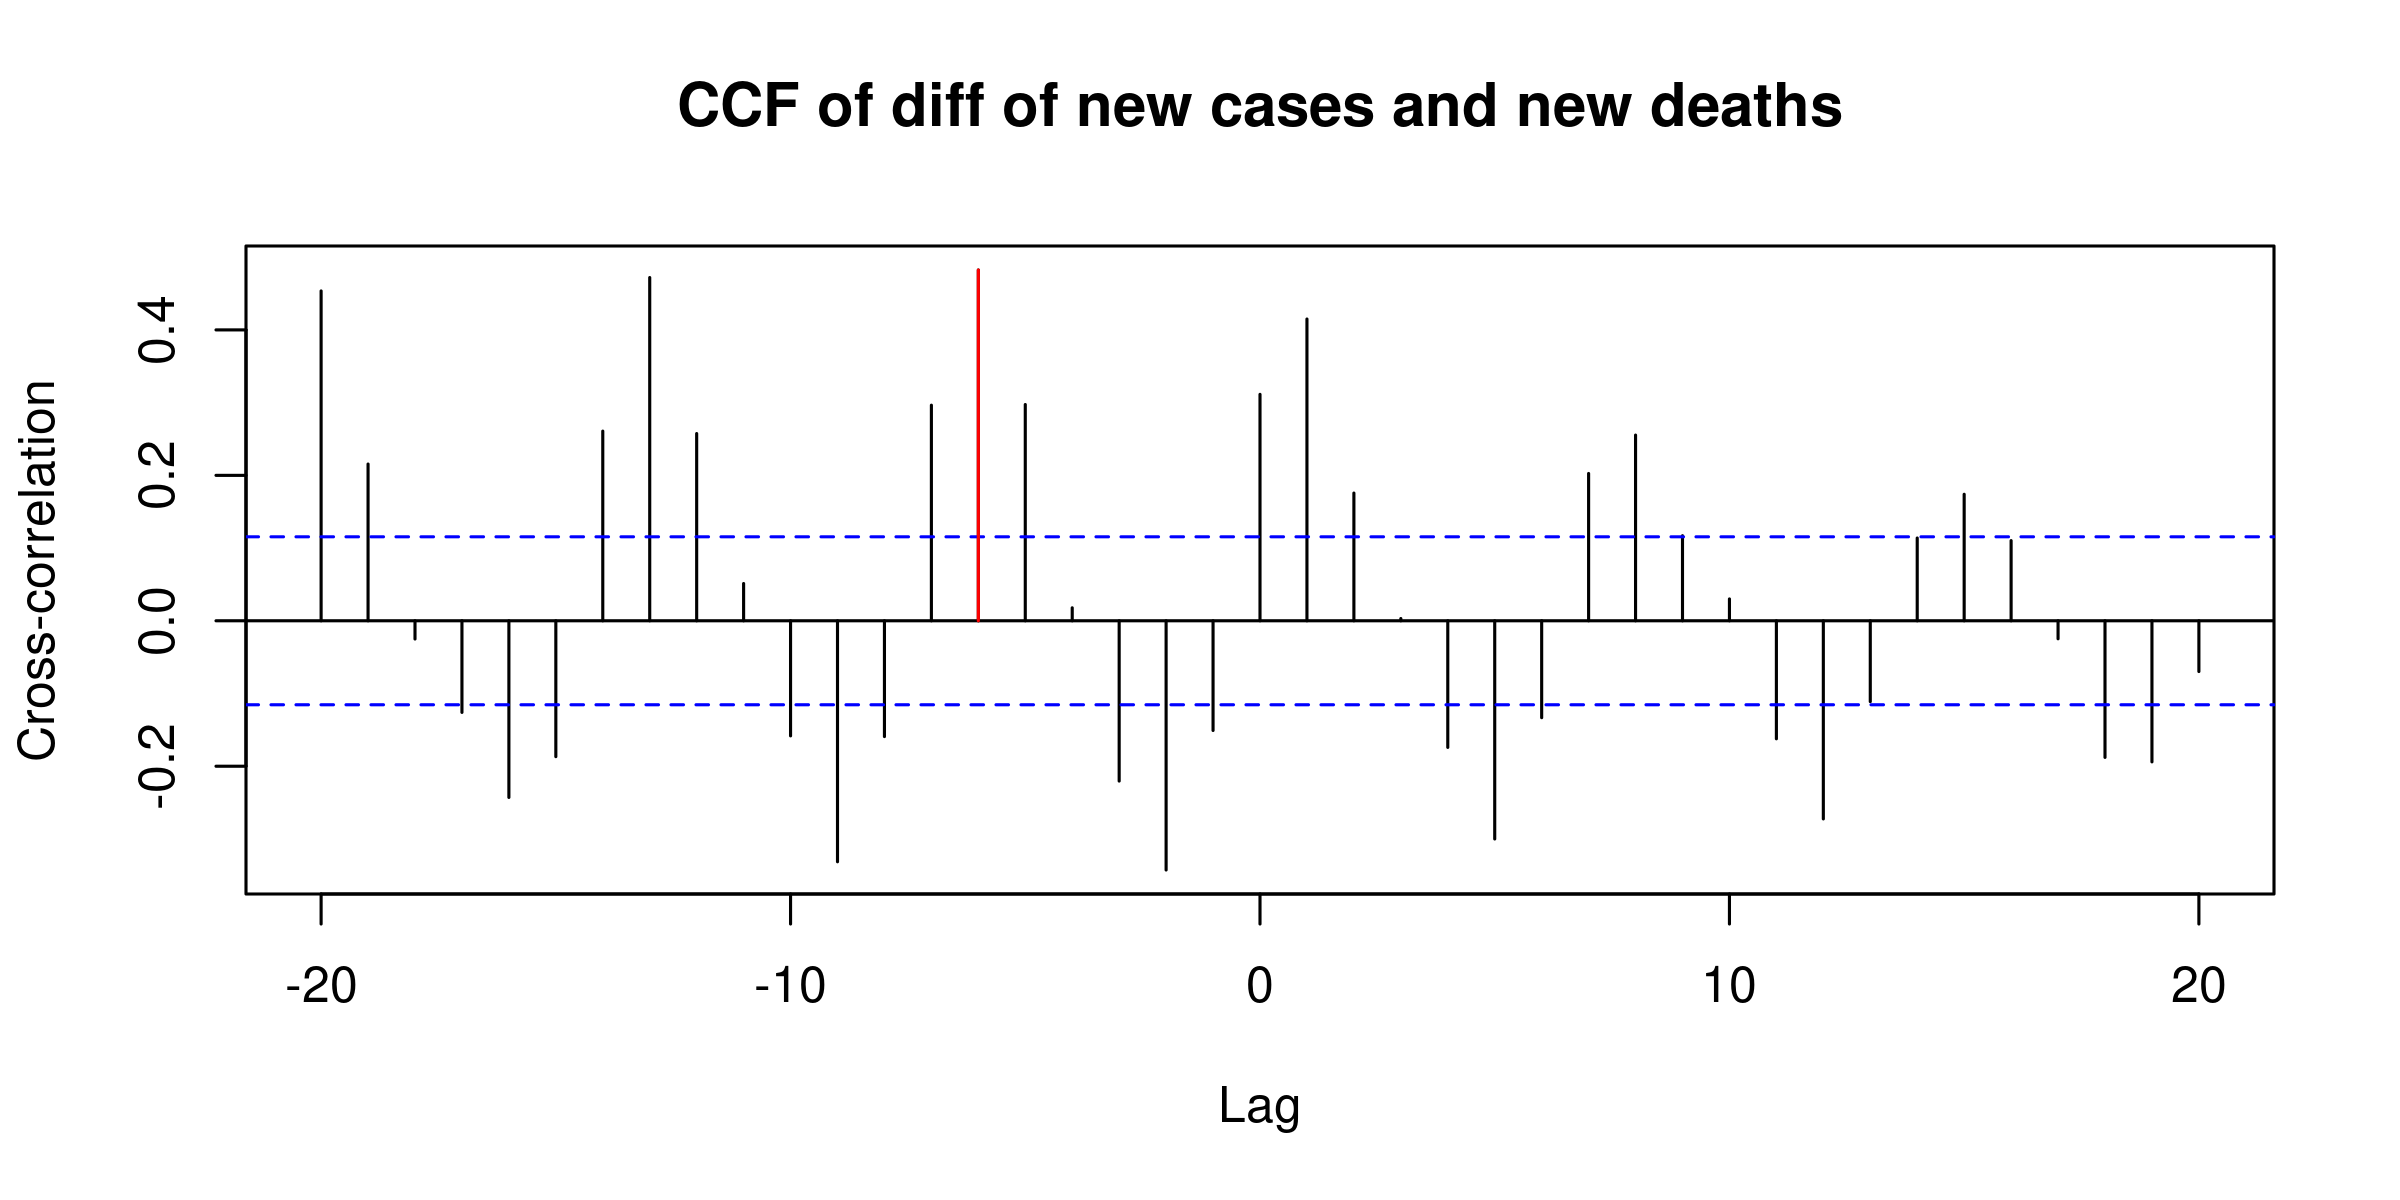 CCF of diff of new cases and new deaths
Cross-correlation
0.4
0.2
0.0
-0.2
-20 -10 0 10 20
Lag